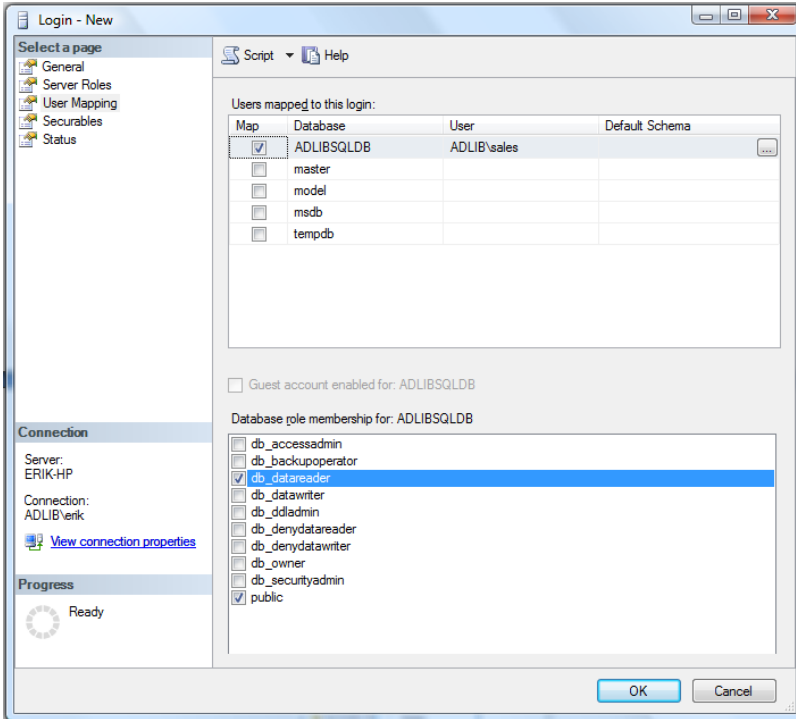 Login - New
Select a page
General
Server Roles
User Mapping
Securables
Status
Script Help
Users mapped to this login:
Map Database User Default Schema
ADLIBSQLDB ADLIB\sales ...
master
model
msdb
tempdb
Guest account enabled for: ADLIBSQLDB
Database role membership for: ADLIBSQLDB
db_accessadmin
db_backupoperator
db_datareader
db_datawriter
db_ddladmin
db_denydatareader
db_denydatawriter
db_owner
db_securityadmin
public
Connection
Server:
ERIK-HP
Connection:
ADLIB\erik
View connection properties
Progress
Ready
OK Cancel